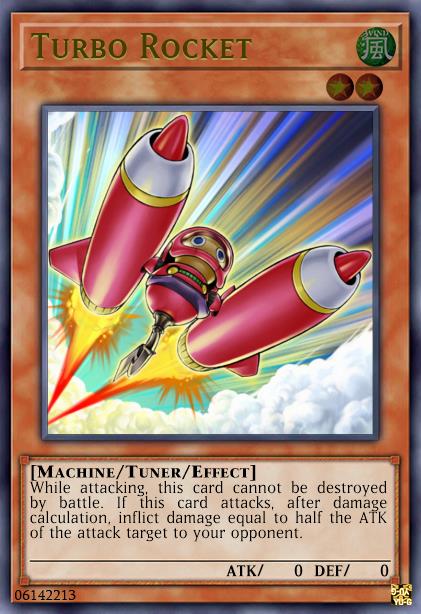 Turbo Rocket
WIND
風
[Machine/Tuner/Effect]
While attacking, this card cannot be destroyed
by battle. If this card attacks, after damage
calculation, inflict damage equal to half the ATK
of the attack target to your opponent.
ATK/ 0 DEF/ 0
06142213